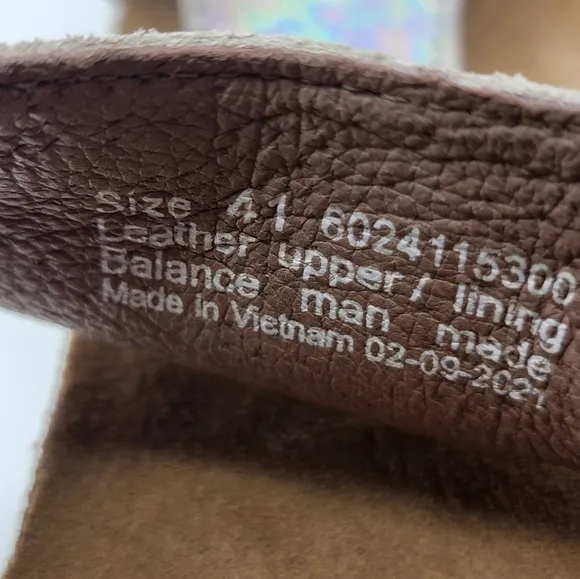 Size 41 6024115300
Leather upper/ lining
Balance man made
Made in Vietnam 02-09-2021